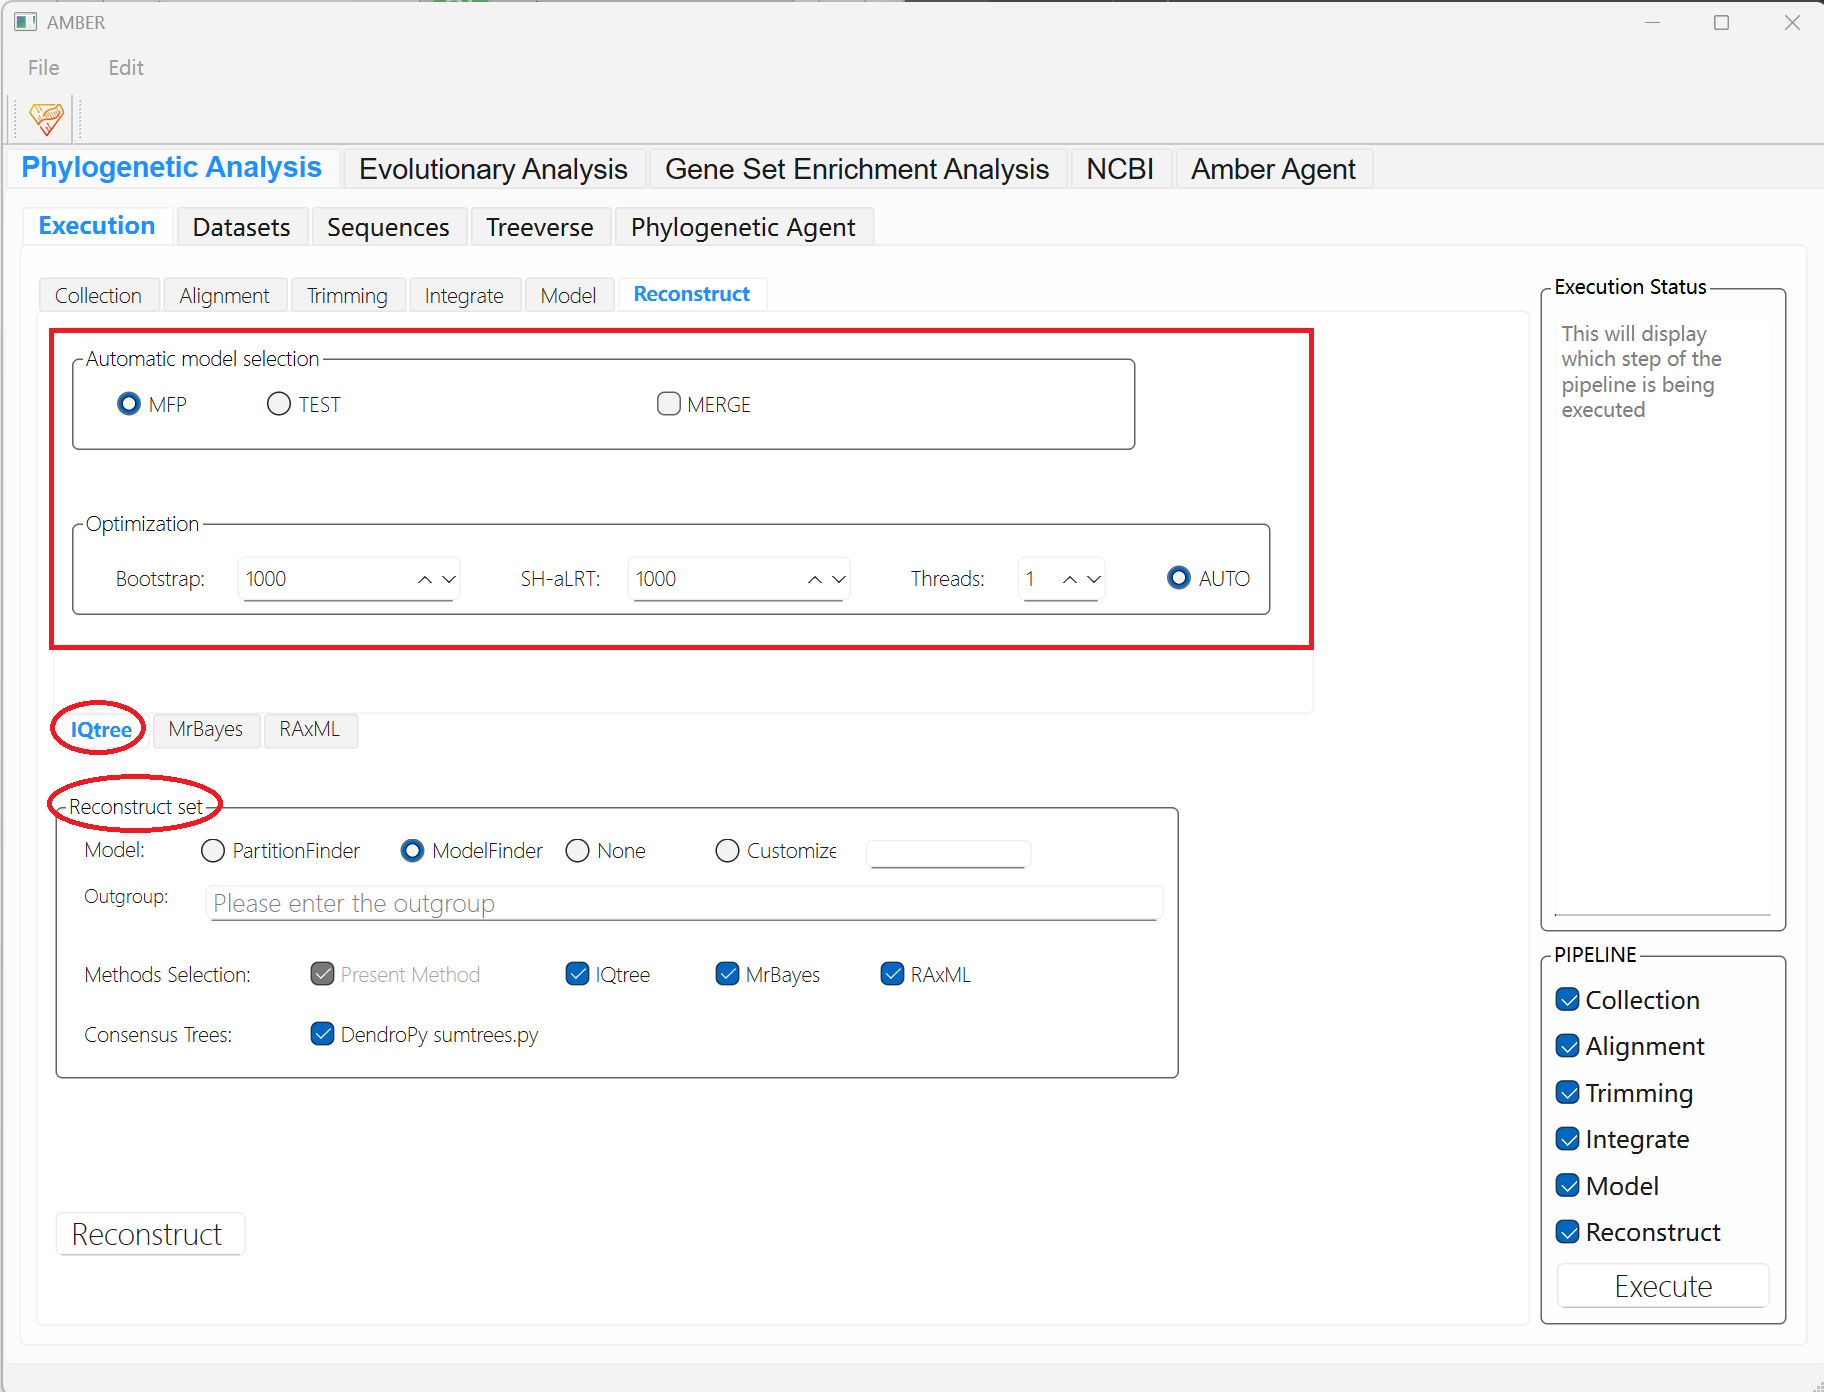 AMBER
File Edit
Phylogenetic Analysis Evolutionary Analysis Gene Set Enrichment Analysis NCBI Amber Agent
Execution Datasets Sequences Treeverse Phylogenetic Agent
Collection Alignment Trimming Integrate Model Reconstruct
Automatic model selection
MFP TEST MERGE
Optimization
Bootstrap: 1000 SH-aLRT: 1000 Threads: 1 AUTO
IQtree MrBayes RAxML
Reconstruct set
Model: PartitionFinder ModelFinder None Customize
Outgroup: Please enter the outgroup
Methods Selection: Present Method IQtree MrBayes RAxML
Consensus Trees: DendroPy sumtrees.py
Reconstruct
Execution Status
This will display
which step of the
pipeline is being
executed
PIPELINE
Collection
Alignment
Trimming
Integrate
Model
Reconstruct
Execute